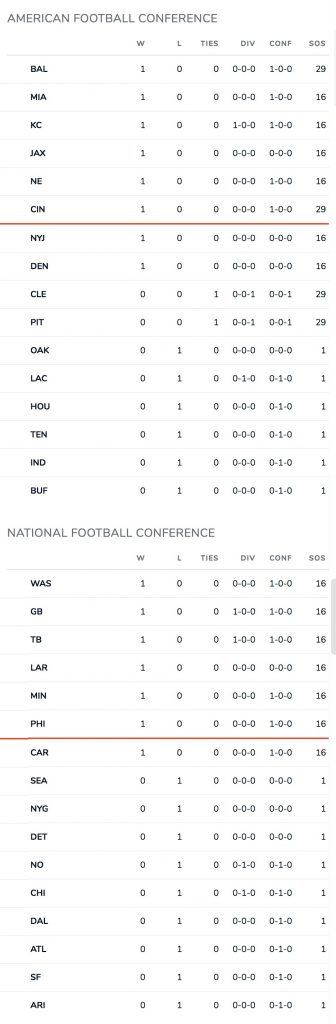 AMERICAN FOOTBALL CONFERENCE
W L TIES DIV CONF SOS
BAL 1 0 0 0-0-0 1-0-0 29
MIA 1 0 0 0-0-0 1-0-0 16
KC 1 0 0 1-0-0 1-0-0 16
JAX 1 0 0 0-0-0 0-0-0 16
NE 1 0 0 0-0-0 1-0-0 16
CIN 1 0 0 0-0-0 1-0-0 29
NYJ 1 0 0 0-0-0 0-0-0 16
DEN 1 0 0 0-0-0 0-0-0 16
CLE 0 0 1 0-0-1 0-0-1 29
PIT 0 0 1 0-0-1 0-0-1 29
OAK 0 1 0 0-0-0 0-0-0 1
LAC 0 1 0 0-1-0 0-1-0 1
HOU 0 1 0 0-0-0 0-1-0 1
TEN 0 1 0 0-0-0 0-1-0 1
IND 0 1 0 0-0-0 0-1-0 1
BUF 0 1 0 0-0-0 0-1-0 1
NATIONAL FOOTBALL CONFERENCE
W L TIES DIV CONF SOS
WAS 1 0 0 0-0-0 1-0-0 16
GB 1 0 0 1-0-0 1-0-0 16
TB 1 0 0 1-0-0 1-0-0 16
LAR 1 0 0 0-0-0 0-0-0 16
MIN 1 0 0 0-0-0 1-0-0 16
PHI 1 0 0 0-0-0 1-0-0 16
CAR 1 0 0 0-0-0 1-0-0 16
SEA 0 1 0 0-0-0 0-0-0 1
NYG 0 1 0 0-0-0 0-0-0 1
DET 0 1 0 0-0-0 0-0-0 1
NO 0 1 0 0-1-0 0-1-0 1
CHI 0 1 0 0-1-0 0-1-0 1
DAL 0 1 0 0-0-0 0-1-0 1
ATL 0 1 0 0-0-0 0-1-0 1
SF 0 1 0 0-0-0 0-1-0 1
ARI 0 1 0 0-0-0 0-1-0 1